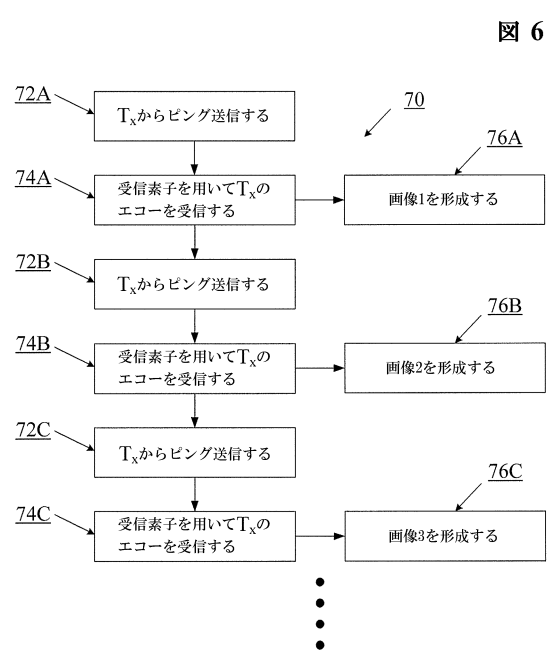 図 6
72A
Txからピング送信する
70
74A
受信素子を用いてTxの
エコーを受信する
76A
画像1を形成する
72B
Txからピング送信する
74B
受信素子を用いてTxの
エコーを受信する
76B
画像2を形成する
72C
Txからピング送信する
74C
受信素子を用いてTxの
エコーを受信する
76C
画像3を形成する